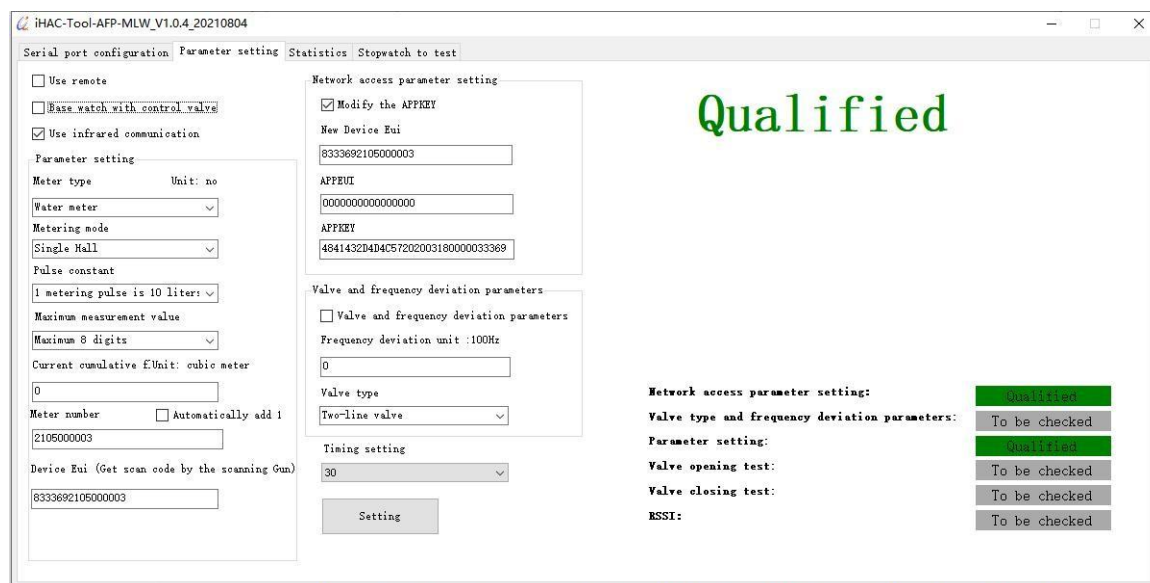 iHAC-Tool-AFP-MLW_V1.0.4_20210804
Serial port configuration Parameter setting Statistics Stopwatch to test
Use remote
Base watch with control valve
Use infrared communication
Parameter setting
Meter type Unit: no
Water meter
Metering mode
Single Hall
Pulse constant
1 metering pulse is 10 liters
Maximum measurement value
Maximum 8 digits
Current cumulative f.Unit: cubic meter
0
Meter number Automatically add 1
2105000003
Device Eui (Get scan code by the scanning Gun)
8333692105000003
Network access parameter setting
Modify the APPKEY
New Device Eui
8333692105000003
APPEUI
0000000000000000
APPKEY
4841432D4D4C57202003180000033369
Valve and frequency deviation parameters
Valve and frequency deviation parameters
Frequency deviation unit :100Hz
0
Valve type
Two-line valve
Timing setting
30
Setting
Qualified
Network access parameter setting: Qualified
Valve type and frequency deviation parameters: To be checked
Parameter setting: Qualified
Valve opening test: To be checked
Valve closing test: To be checked
RSSI: To be checked